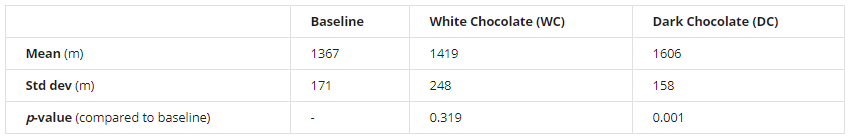 Baseline White Chocolate (WC) Dark Chocolate (DC)
Mean (m) 1367 1419 1606
Std dev (m) 171 248 158
p-value (compared to baseline) - 0.319 0.001